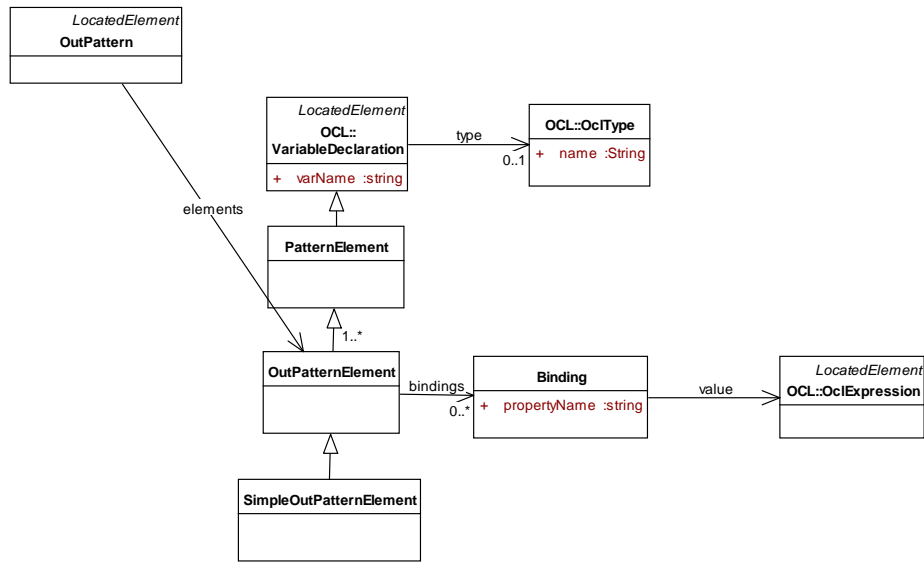 LocatedElement
OutPattern
LocatedElement
OCL::
VariableDeclaration
+ varName :string
type
0..1
OCL::OclType
+ name :String
elements
PatternElement
1..*
OutPatternElement
bindings
0..*
Binding
+ propertyName :string
value
LocatedElement
OCL::OclExpression
SimpleOutPatternElement